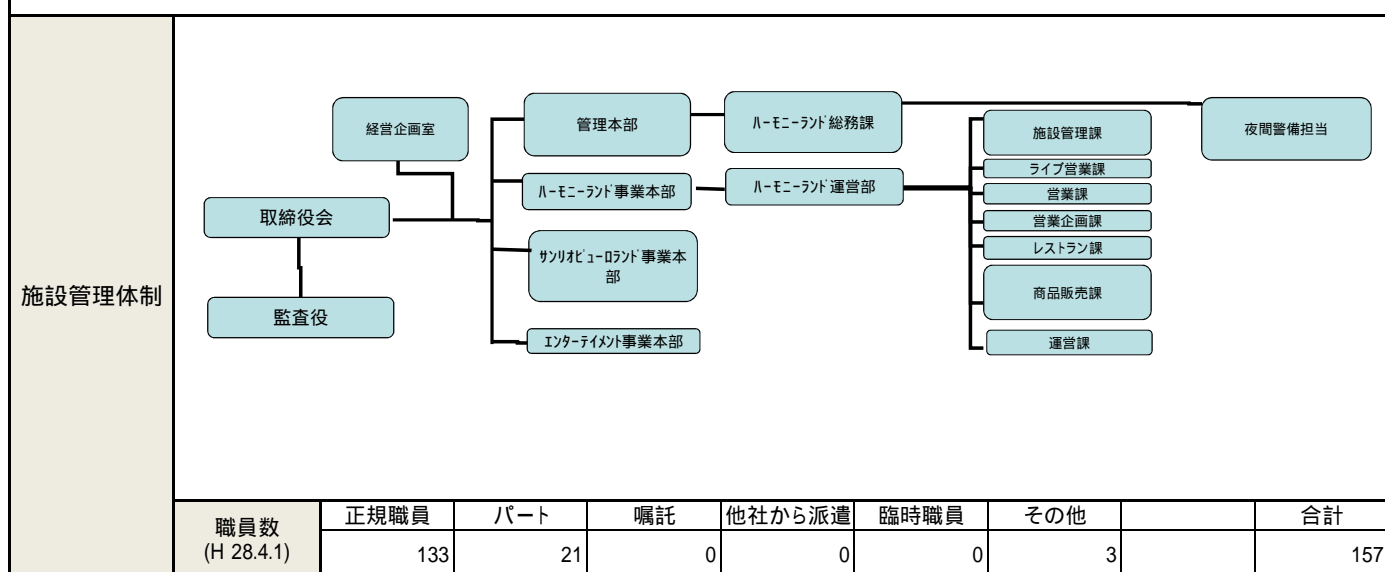 施設管理体制
経営企画室
取締役会
監査役
管理本部
ﾊｰﾓﾆｰﾗﾝﾄﾞ事業本部
ｻﾝﾘｵﾋﾟｭｰﾛﾗﾝﾄﾞ事業本
部
ｴﾝﾀｰﾃｲﾒﾝﾄ事業本部
ﾊｰﾓﾆｰﾗﾝﾄﾞ総務課
ﾊｰﾓﾆｰﾗﾝﾄﾞ運営部
施設管理課
ライブ営業課
営業課
営業企画課
レストラン課
商品販売課
運営課
夜間警備担当
職員数
(H 28.4.1)
正規職員 パート 嘱託 他社から派遣 臨時職員 その他 合計
133 21 0 0 0 3 157